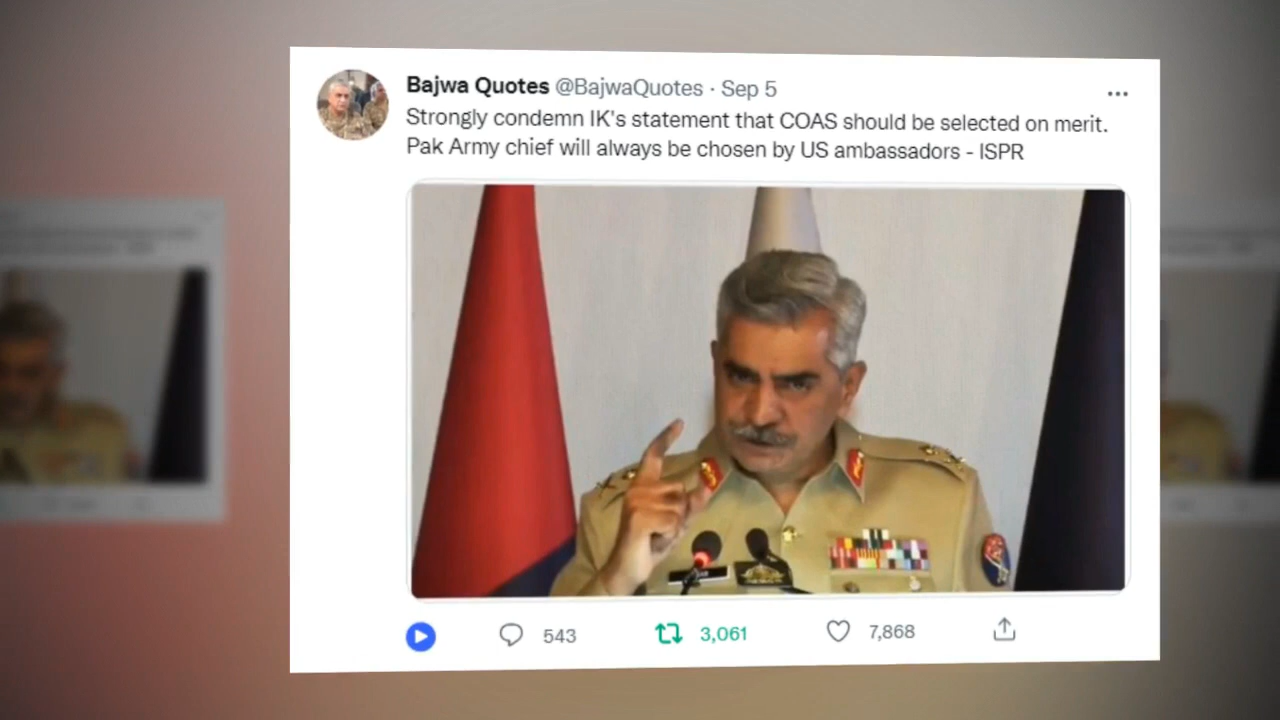 Bajwa Quotes @BajwaQuotes · Sep 5
Strongly condemn IK's statement that COAS should be selected on merit.
Pak Army chief will always be chosen by US ambassadors - ISPR
543 3,061 7,868